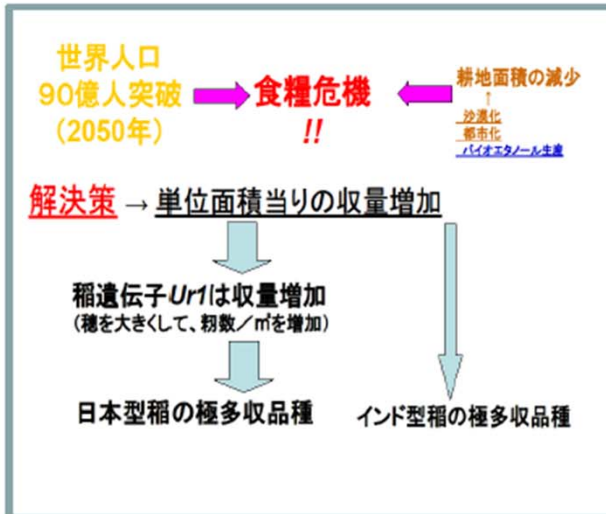 世界人口
90億人突破
(2050年)
食糧危機
!!
耕地面積の減少
↑
沙漠化
都市化
バイオエタノール生産
解決策 → 単位面積当りの収量増加
稲遺伝子Ur1は収量増加
(穂を大きくして、籾数/㎡を増加)
日本型稲の極多収品種
インド型稲の極多収品種